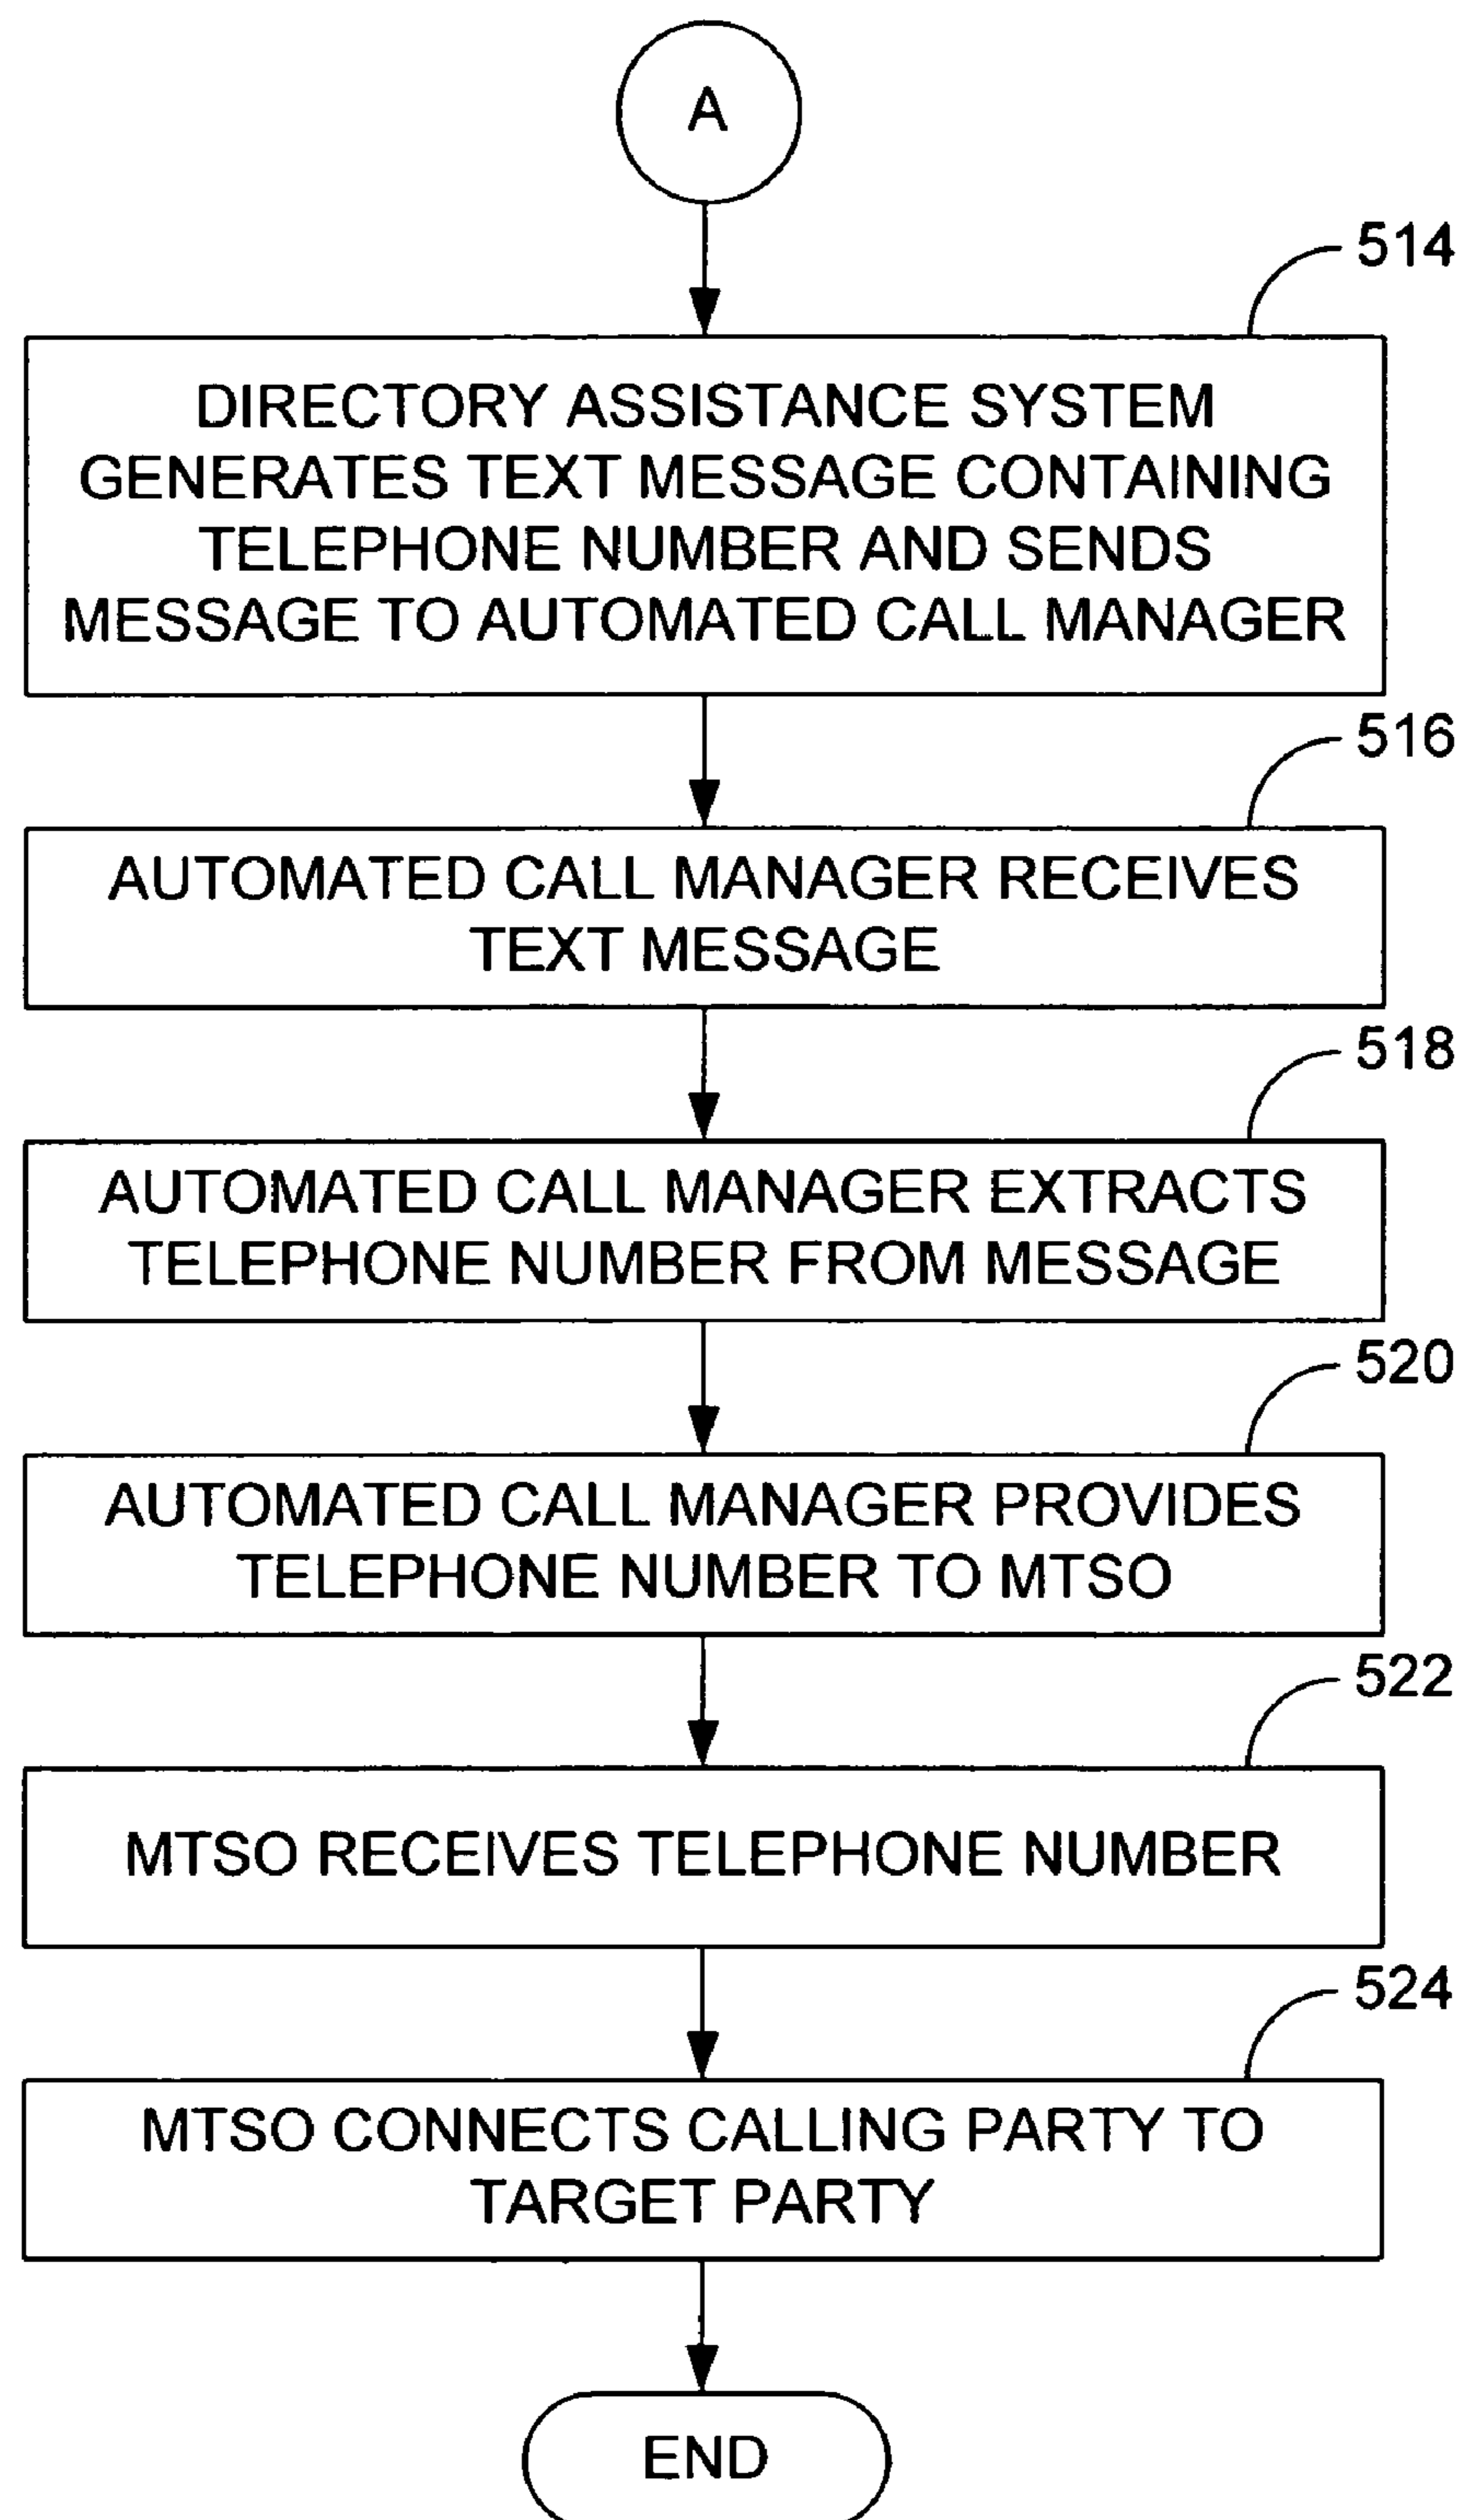 A
514
DIRECTORY ASSISTANCE SYSTEM
GENERATES TEXT MESSAGE CONTAINING
TELEPHONE NUMBER AND SENDS
MESSAGE TO AUTOMATED CALL MANAGER
516
AUTOMATED CALL MANAGER RECEIVES
TEXT MESSAGE
518
AUTOMATED CALL MANAGER EXTRACTS
TELEPHONE NUMBER FROM MESSAGE
520
AUTOMATED CALL MANAGER PROVIDES
TELEPHONE NUMBER TO MTSO
522
MTSO RECEIVES TELEPHONE NUMBER
524
MTSO CONNECTS CALLING PARTY TO
TARGET PARTY
END